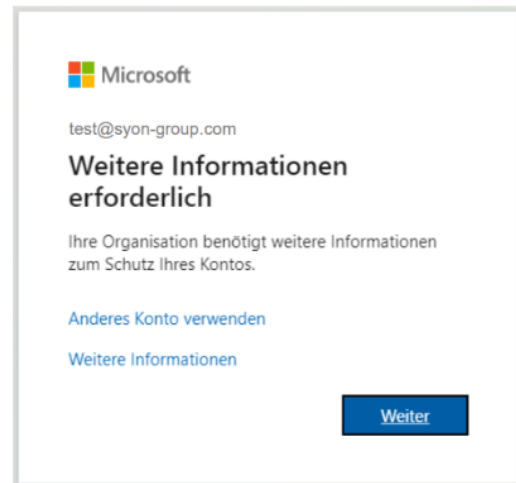 Microsoft
test@syon-group.com
Weitere Informationen
erforderlich
Ihre Organisation benötigt weitere Informationen
zum Schutz Ihres Kontos.
Anderes Konto verwenden
Weitere Informationen
Weiter